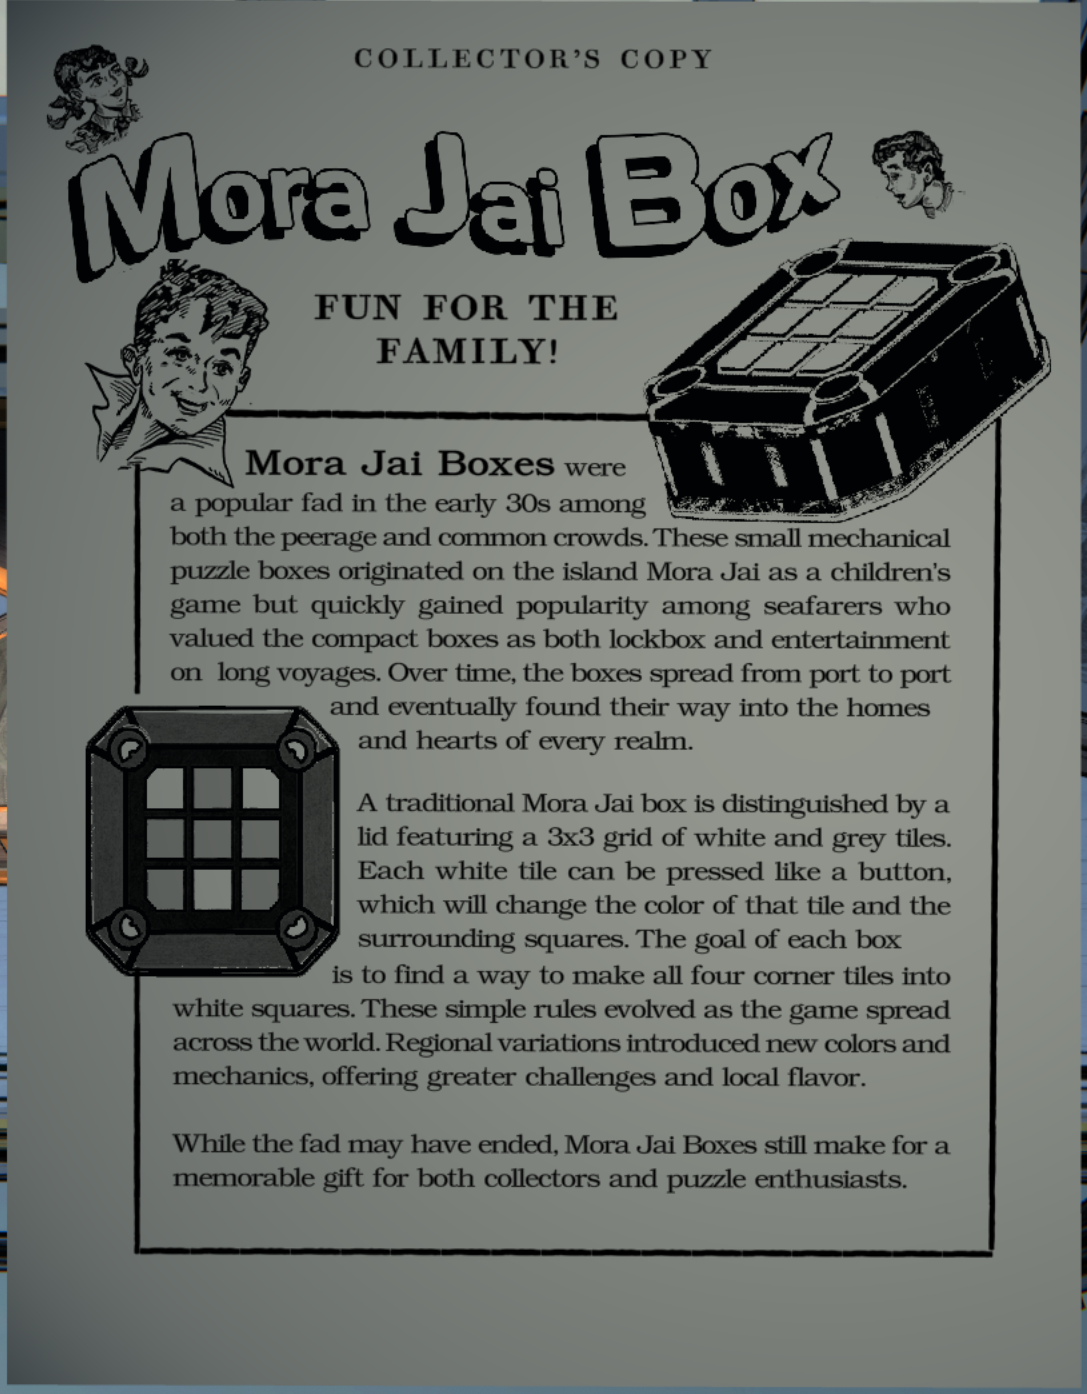 COLLECTOR'S COPY
Mora Jai Box
FUN FOR THE
FAMILY!
Mora Jai Boxes were
a popular fad in the early 30s among
both the peerage and common crowds. These small mechanical
puzzle boxes originated on the island Mora Jai as a children's
game but quickly gained popularity among seafarers who
valued the compact boxes as both lockbox and entertainment
on long voyages. Over time, the boxes spread from port to port
and eventually found their way into the homes
and hearts of every realm.
A traditional Mora Jai box is distinguished by a
lid featuring a 3x3 grid of white and grey tiles.
Each white tile can be pressed like a button,
which will change the color of that tile and the
surrounding squares. The goal of each box
is to find a way to make all four corner tiles into
white squares. These simple rules evolved as the game spread
across the world. Regional variations introduced new colors and
mechanics, offering greater challenges and local flavor.
While the fad may have ended, Mora Jai Boxes still make for a
memorable gift for both collectors and puzzle enthusiasts.